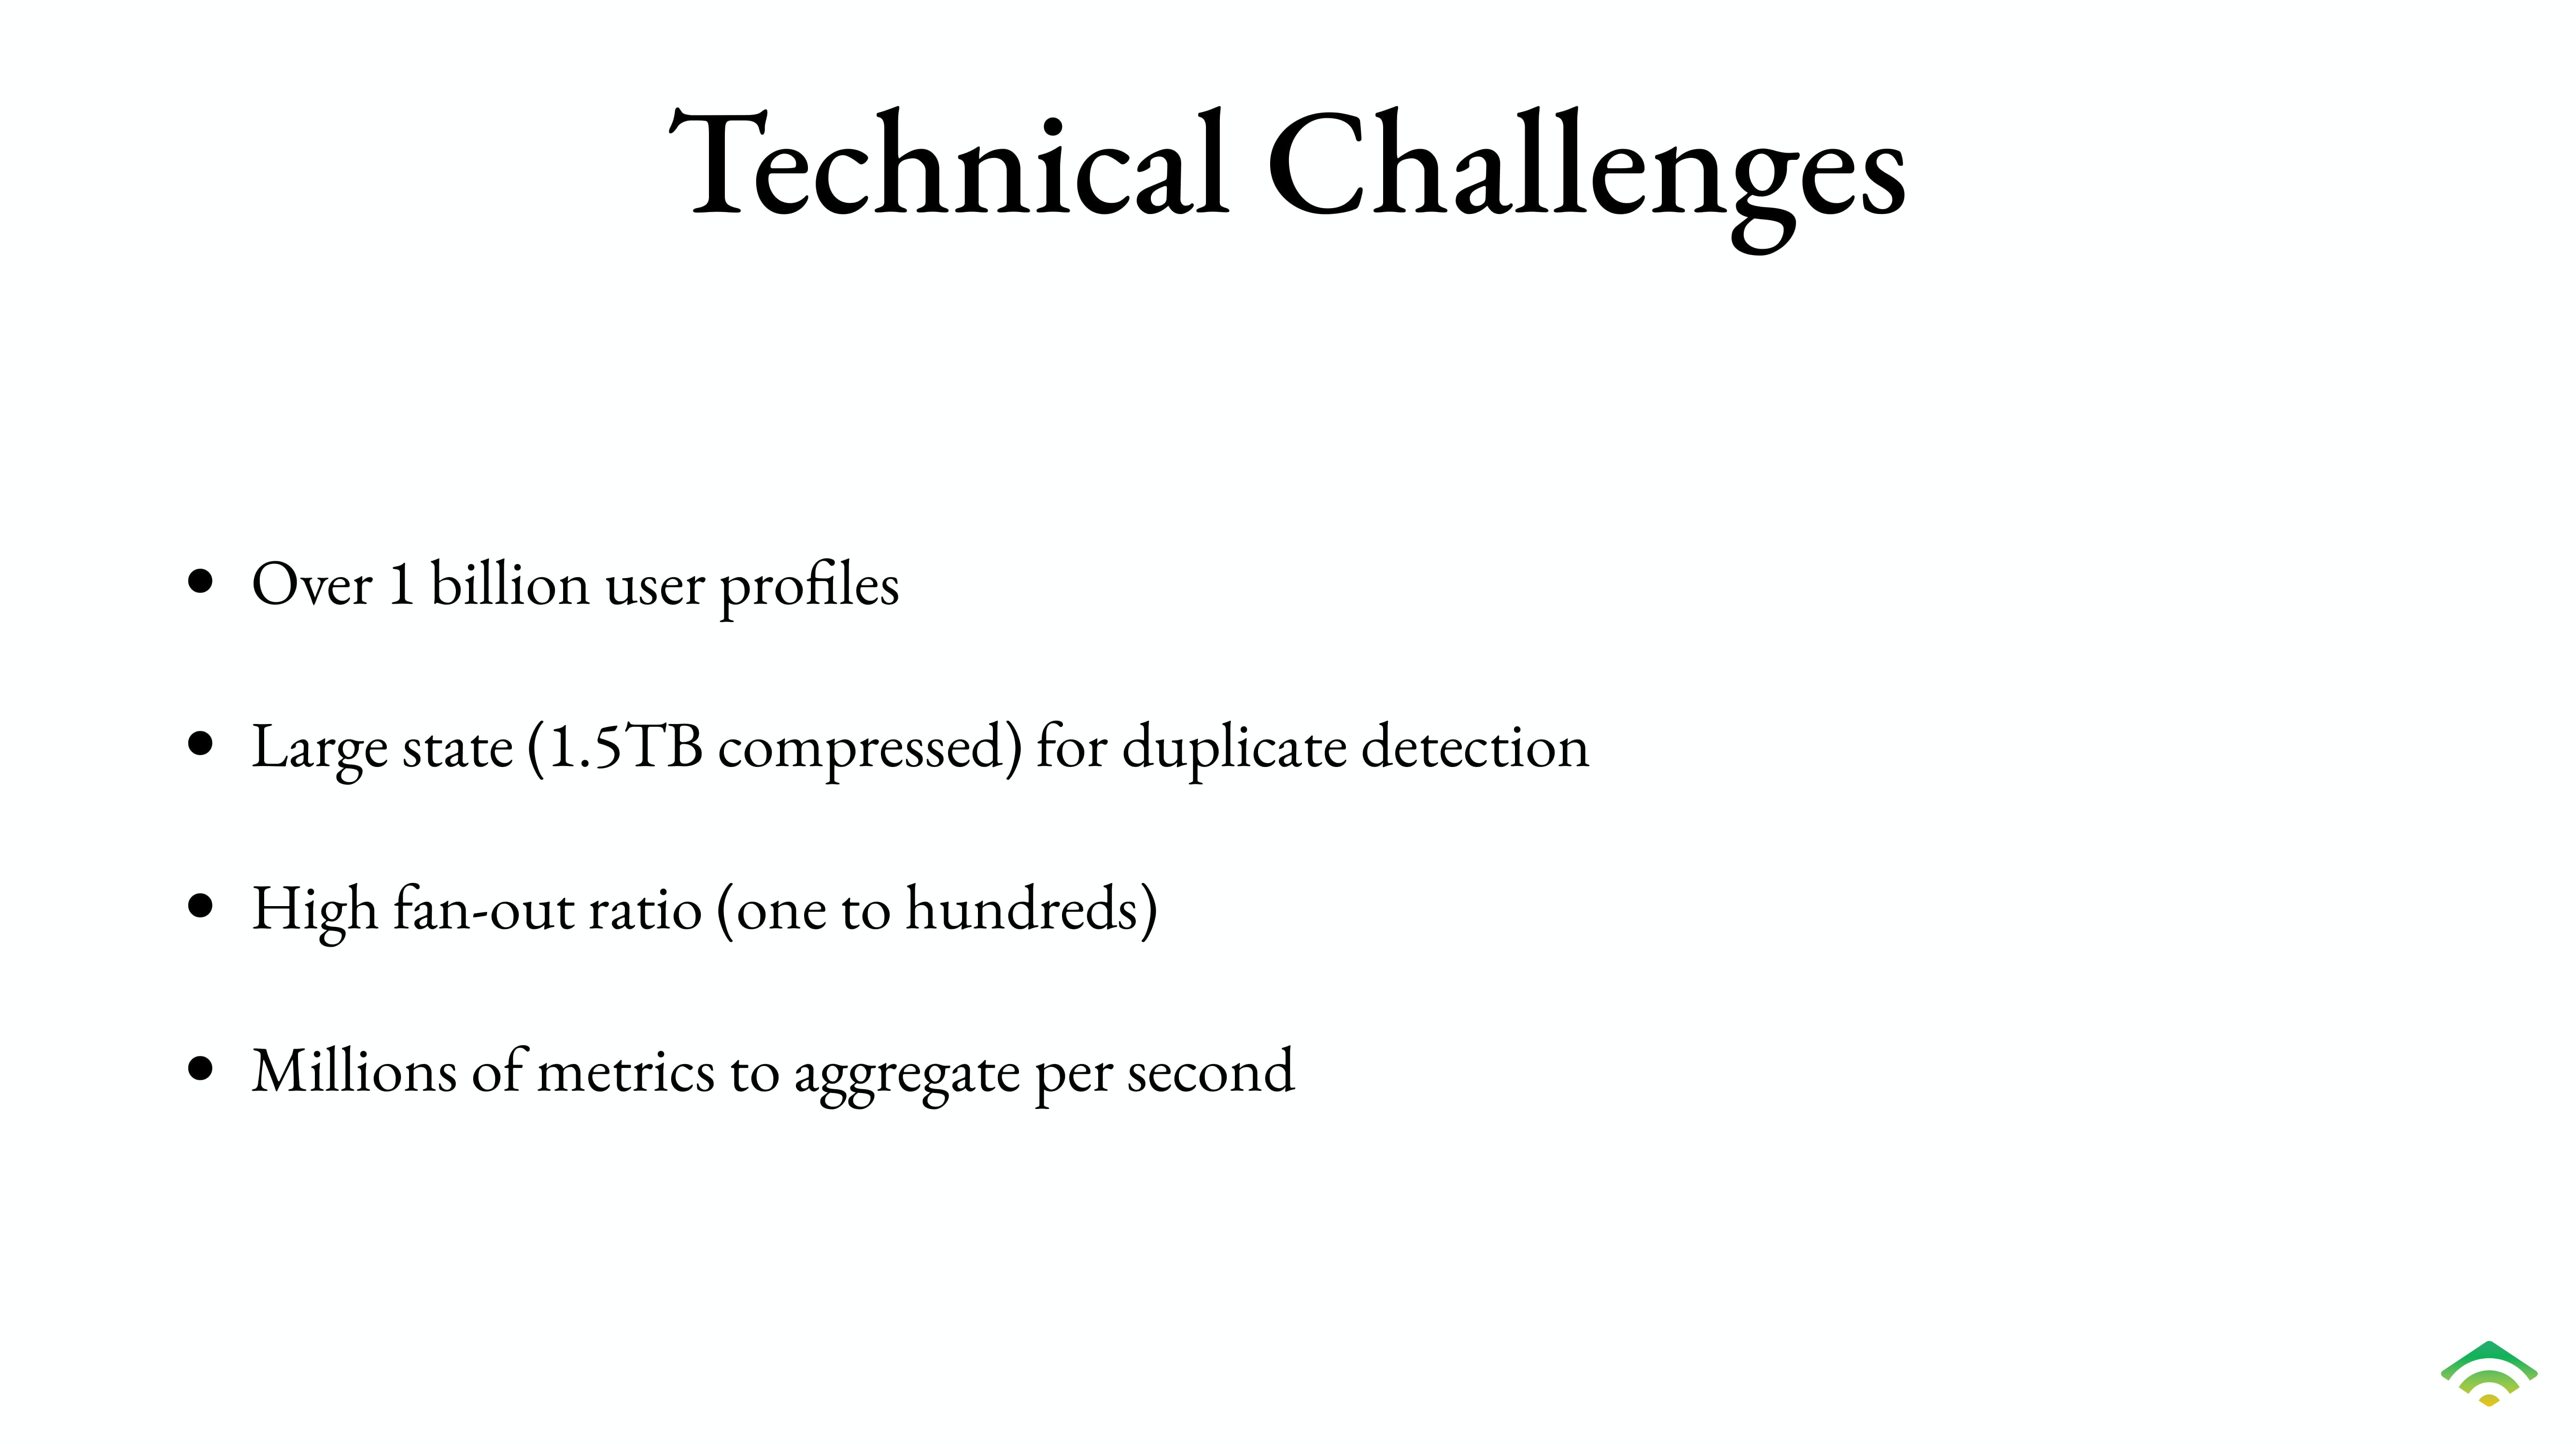 Technical Challenges
• Over 1 billion user profiles
• Large state (1.5TB compressed) for duplicate detection
• High fan-out ratio (one to hundreds)
• Millions of metrics to aggregate per second